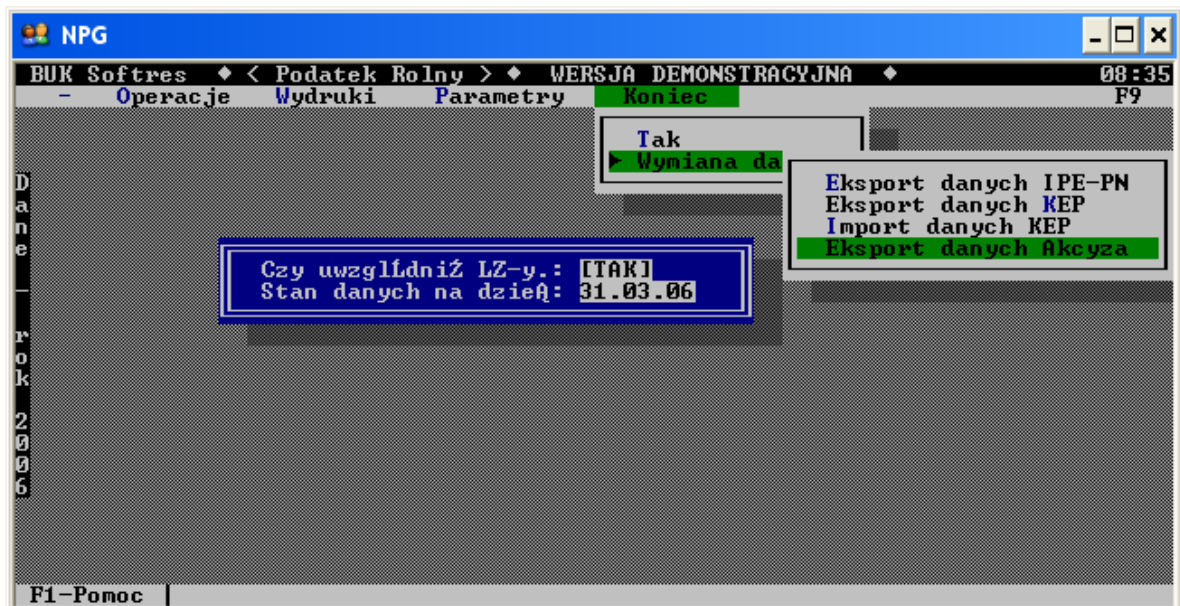 NPG
BUK Softres ♦ < Podatek Rolny > ♦ WERSJA DEMONSTRACYJNA ♦ 08:35
- Operacje Wydruki Parametry Koniec F9
Tak
► Wymiana da
Eksport danych IPE-PN
Eksport danych KEP
Import danych KEP
Eksport danych Akcyza
Czy uwzglĹdniŹ LZ-y.: [TAK]
Stan danych na dzieĄ: 31.03.06
Dane - rok 2006
F1-Pomoc